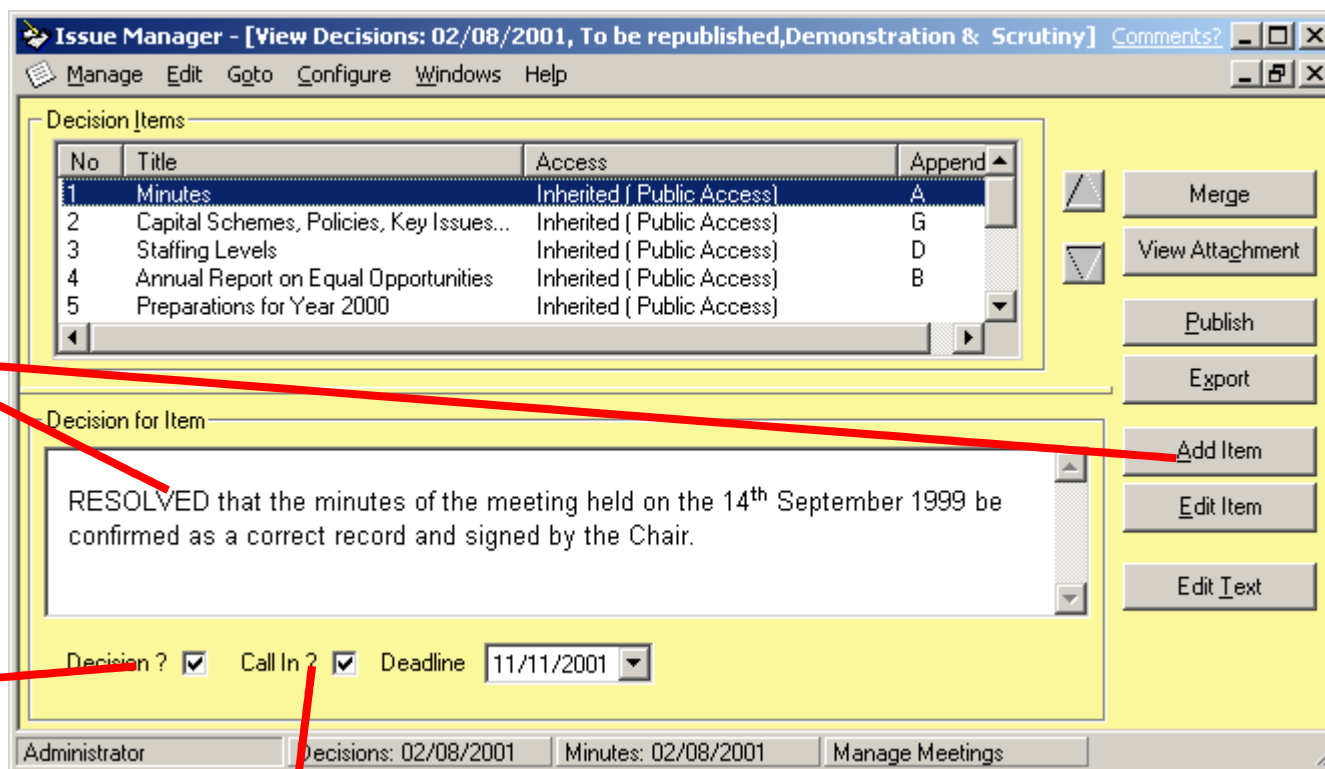 Issue Manager - [View Decisions: 02/08/2001, To be republished,Demonstration & Scrutiny] Comments?
Manage Edit Goto Configure Windows Help
Decision Items
No Title Access Append
1 Minutes Inherited ( Public Access) A
2 Capital Schemes, Policies, Key Issues... Inherited ( Public Access) G
3 Staffing Levels Inherited ( Public Access) D
4 Annual Report on Equal Opportunities Inherited ( Public Access) B
5 Preparations for Year 2000 Inherited ( Public Access)
Merge
View Attachment
Publish
Export
Add Item
Edit Item
Edit Text
Decision for Item
RESOLVED that the minutes of the meeting held on the 14th September 1999 be
confirmed as a correct record and signed by the Chair.
Decision ? Call In ? Deadline 11/11/2001
Administrator Decisions: 02/08/2001 Minutes: 02/08/2001 Manage Meetings